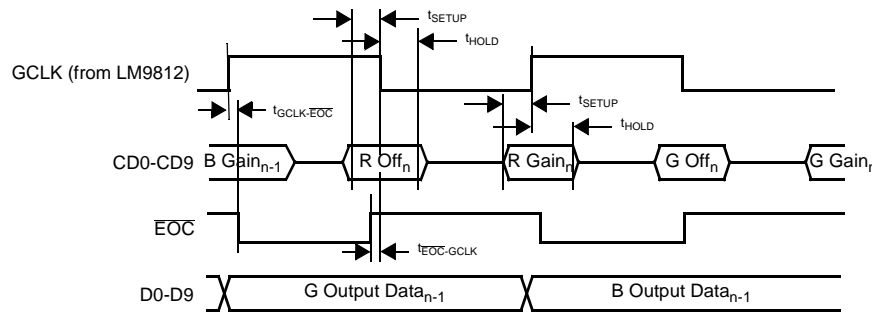 tSETUP
tHOLD
GCLK (from LM9812)
tGCLK-EOC
tSETUP
tHOLD
CD0-CD9 B Gainn-1 R Offn R Gainn G Offn G Gainn
EOC
tEOC-GCLK
D0-D9 G Output Datan-1 B Output Datan-1